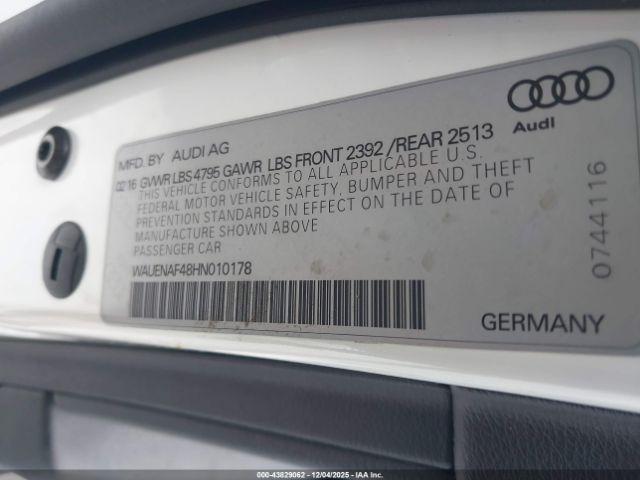 Audi
MFD. BY AUDI AG
02 16 GVWR LBS 4795 GAWR LBS FRONT 2392 / REAR 2513
THIS VEHICLE CONFORMS TO ALL APPLICABLE U.S.
FEDERAL MOTOR VEHICLE SAFETY, BUMPER AND THEFT
PREVENTION STANDARDS IN EFFECT ON THE DATE OF
MANUFACTURE SHOWN ABOVE
PASSENGER CAR
WAUENAF48HN010178
07444116
GERMANY
000-43829062 - 12/04/2025 - IAA Inc.